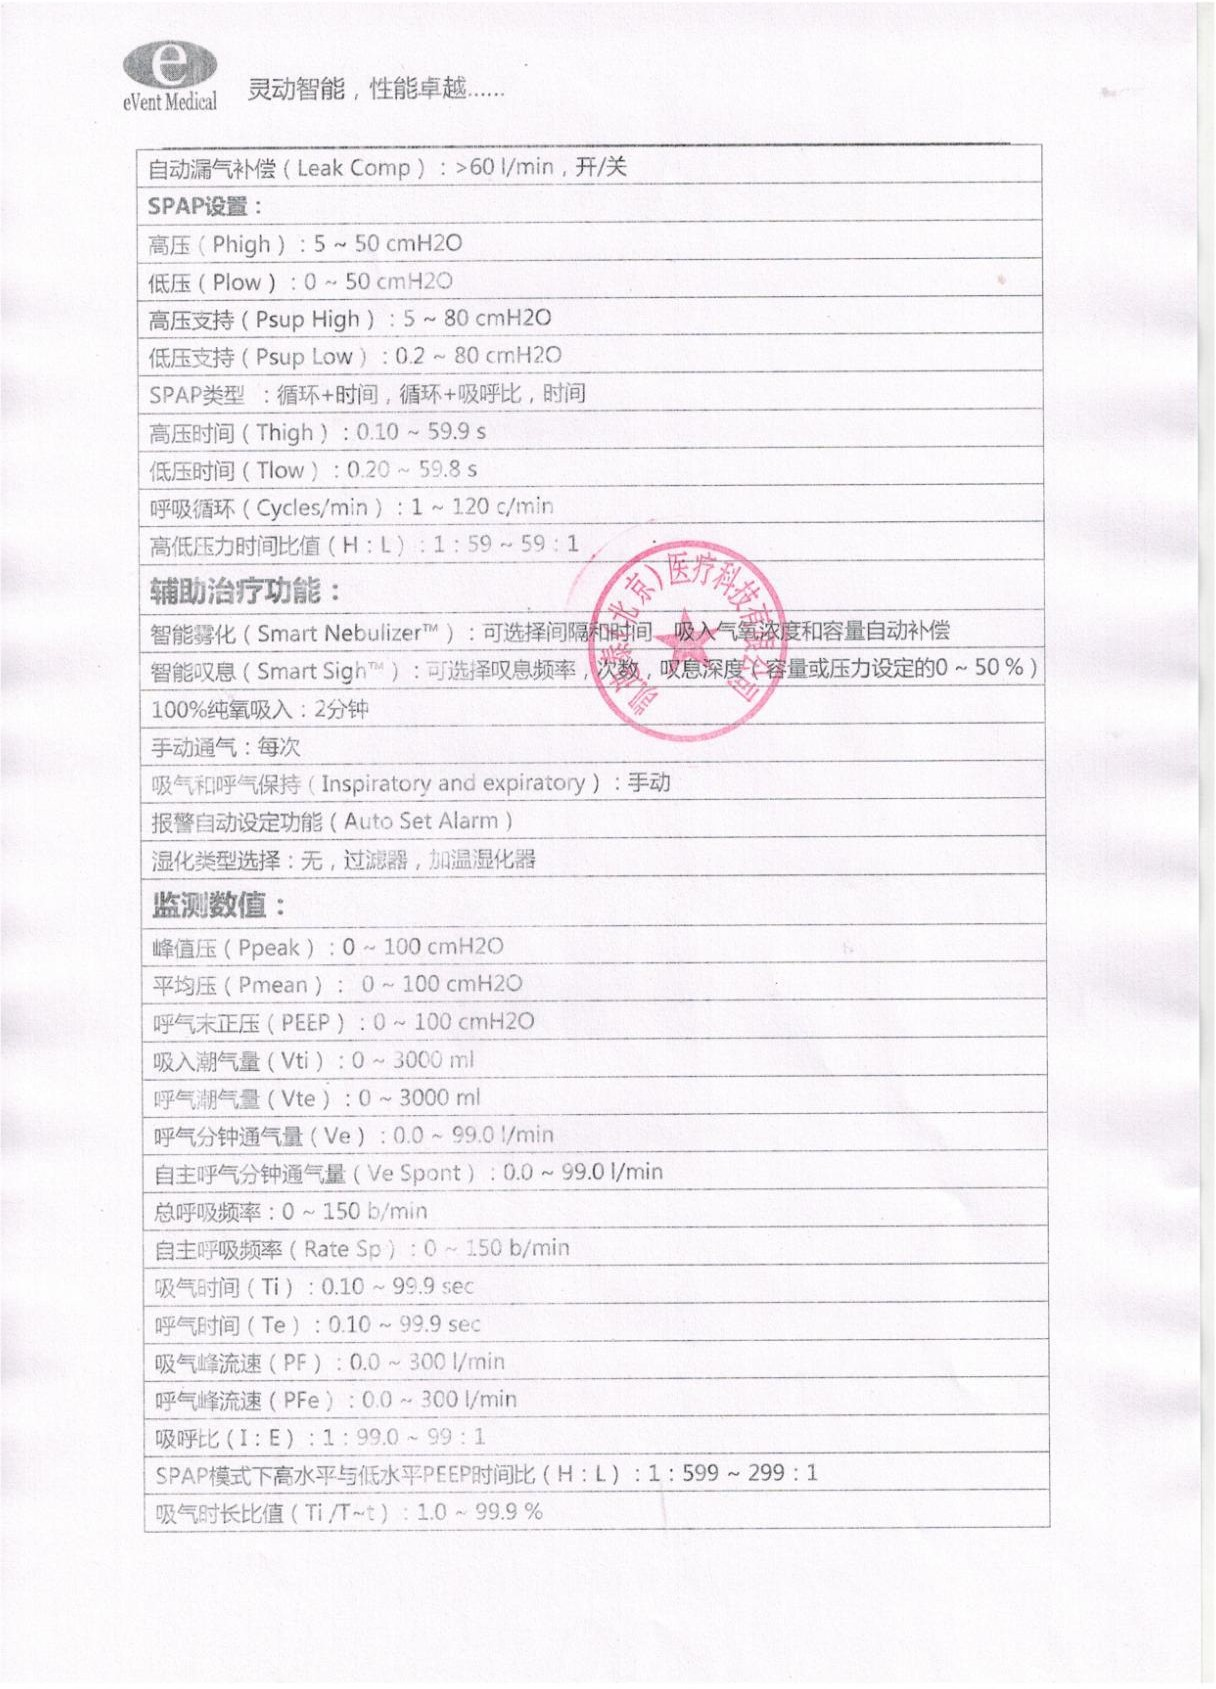 e
eVent Medical
灵动智能，性能卓越......
自动漏气补偿（Leak Comp）：>60 l/min，开/关
SPAP设置：
高压（Phigh）：5 ~ 50 cmH2O
低压（Plow）：0 ~ 50 cmH2O
高压支持（Psup High）：5 ~ 80 cmH2O
低压支持（Psup Low）：0.2 ~ 80 cmH2O
SPAP类型 ：循环+时间，循环+吸呼比，时间
高压时间（Thigh）：0.10 ~ 59.9 s
低压时间（Tlow）：0.20 ~ 59.8 s
呼吸循环（Cycles/min）：1 ~ 120 c/min
高低压力时间比值（H：L）：1：59 ~ 59：1
辅助治疗功能：
智能雾化（Smart Nebulizer™）：可选择间隔和时间，吸入气氧浓度和容量自动补偿
智能叹息（Smart Sigh™）：可选择叹息频率，次数，叹息深度（容量或压力设定的0 ~ 50 %）
100%纯氧吸入：2分钟
手动通气：每次
吸气和呼气保持（Inspiratory and expiratory）：手动
报警自动设定功能（Auto Set Alarm）
湿化类型选择：无，过滤器，加温湿化器
监测数值：
峰值压（Ppeak）：0 ~ 100 cmH2O
平均压（Pmean）： 0 ~ 100 cmH2O
呼气末正压（PEEP）：0 ~ 100 cmH2O
吸入潮气量（Vti）：0 ~ 3000 ml
呼气潮气量（Vte）：0 ~ 3000 ml
呼气分钟通气量（Ve）：0.0 ~ 99.0 l/min
自主呼气分钟通气量（Ve Spont）：0.0 ~ 99.0 l/min
总呼吸频率：0 ~ 150 b/min
自主呼吸频率（Rate Sp）：0 ~ 150 b/min
吸气时间（Ti）：0.10 ~ 99.9 sec
呼气时间（Te）：0.10 ~ 99.9 sec
吸气峰流速（PF）：0.0 ~ 300 l/min
呼气峰流速（PFe）：0.0 ~ 300 l/min
吸呼比（I：E）：1：99.0 ~ 99：1
SPAP模式下高水平与低水平PEEP时间比（H：L）：1：599 ~ 299：1
吸气时长比值（Ti /T~t）：1.0 ~ 99.9 %
（北京）医疗科技有限公司